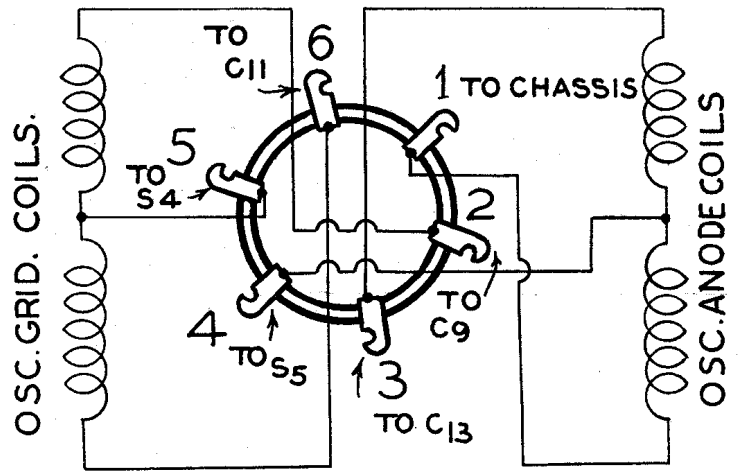 TO
C11
6
1 TO CHASSIS
5
TO
S4
2
TO
C9
4 TO S5
3
TO C13
OSC. GRID. COILS.
OSC. ANODE COILS